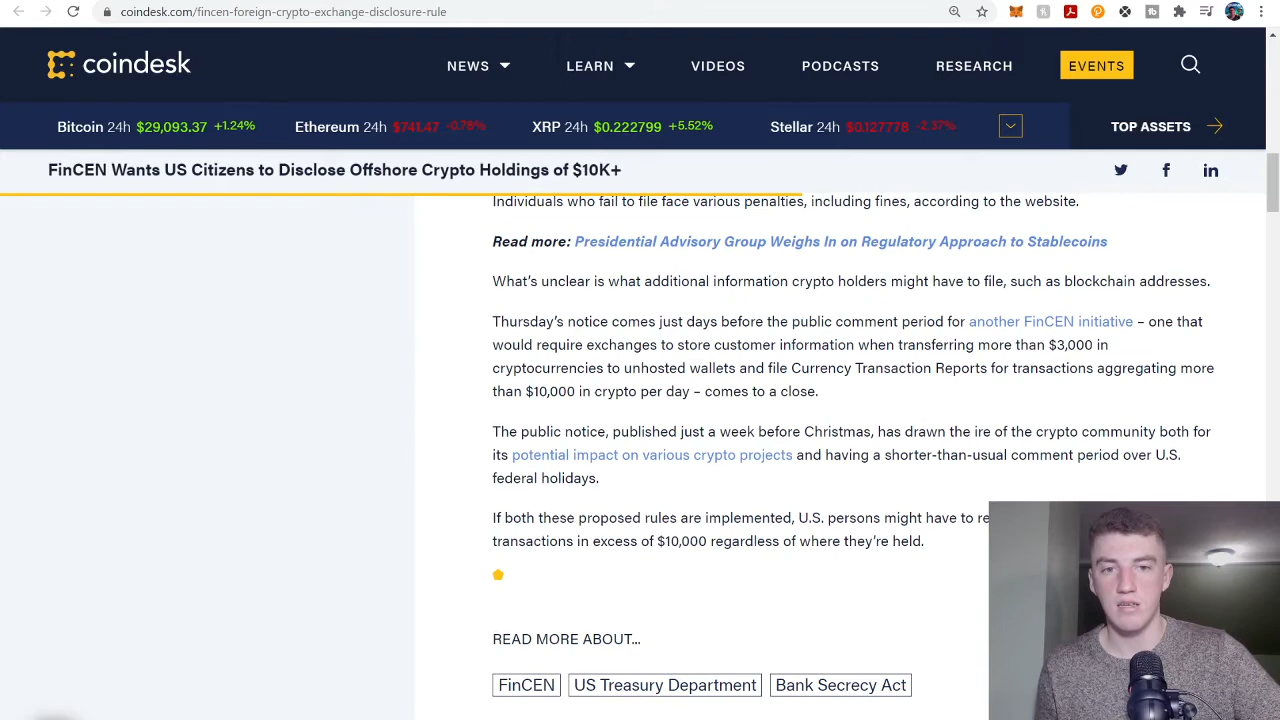 coindesk.com/fincen-foreign-crypto-exchange-disclosure-rule
coindesk
NEWS LEARN VIDEOS PODCASTS RESEARCH EVENTS
Bitcoin 24h $29,093.37 +1.24% Ethereum 24h $741.47 -0.78% XRP 24h $0.222799 +5.52% Stellar 24h $0.127778 -2.37% TOP ASSETS
FinCEN Wants US Citizens to Disclose Offshore Crypto Holdings of $10K+
Individuals who fail to file face various penalties, including fines, according to the website.
Read more: Presidential Advisory Group Weighs In on Regulatory Approach to Stablecoins
What's unclear is what additional information crypto holders might have to file, such as blockchain addresses.
Thursday's notice comes just days before the public comment period for another FinCEN initiative – one that
would require exchanges to store customer information when transferring more than $3,000 in
cryptocurrencies to unhosted wallets and file Currency Transaction Reports for transactions aggregating more
than $10,000 in crypto per day – comes to a close.
The public notice, published just a week before Christmas, has drawn the ire of the crypto community both for
its potential impact on various crypto projects and having a shorter-than-usual comment period over U.S.
federal holidays.
If both these proposed rules are implemented, U.S. persons might have to re
transactions in excess of $10,000 regardless of where they're held.
READ MORE ABOUT...
FinCEN US Treasury Department Bank Secrecy Act